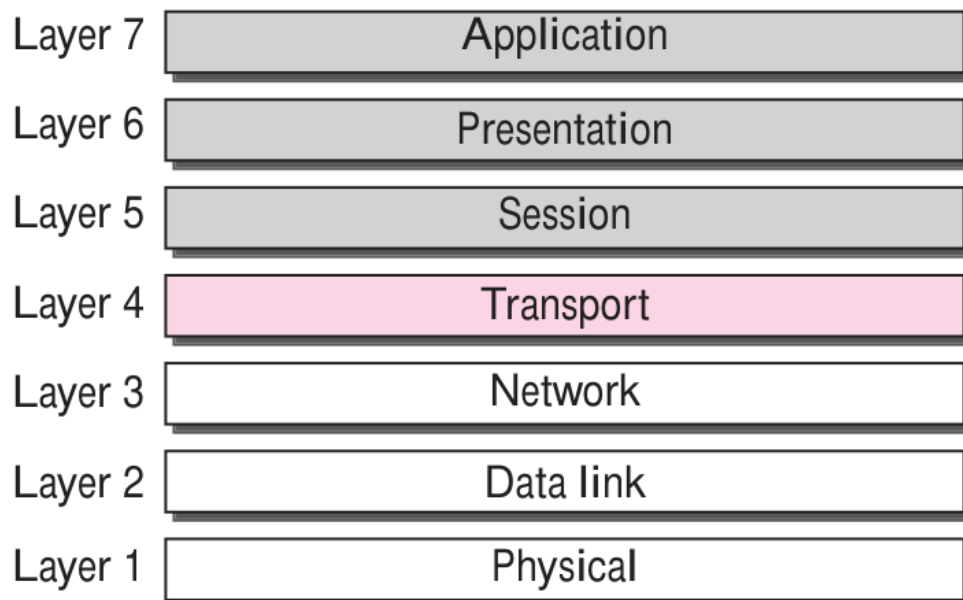 Layer 7 Application
Layer 6 Presentation
Layer 5 Session
Layer 4 Transport
Layer 3 Network
Layer 2 Data link
Layer 1 Physical